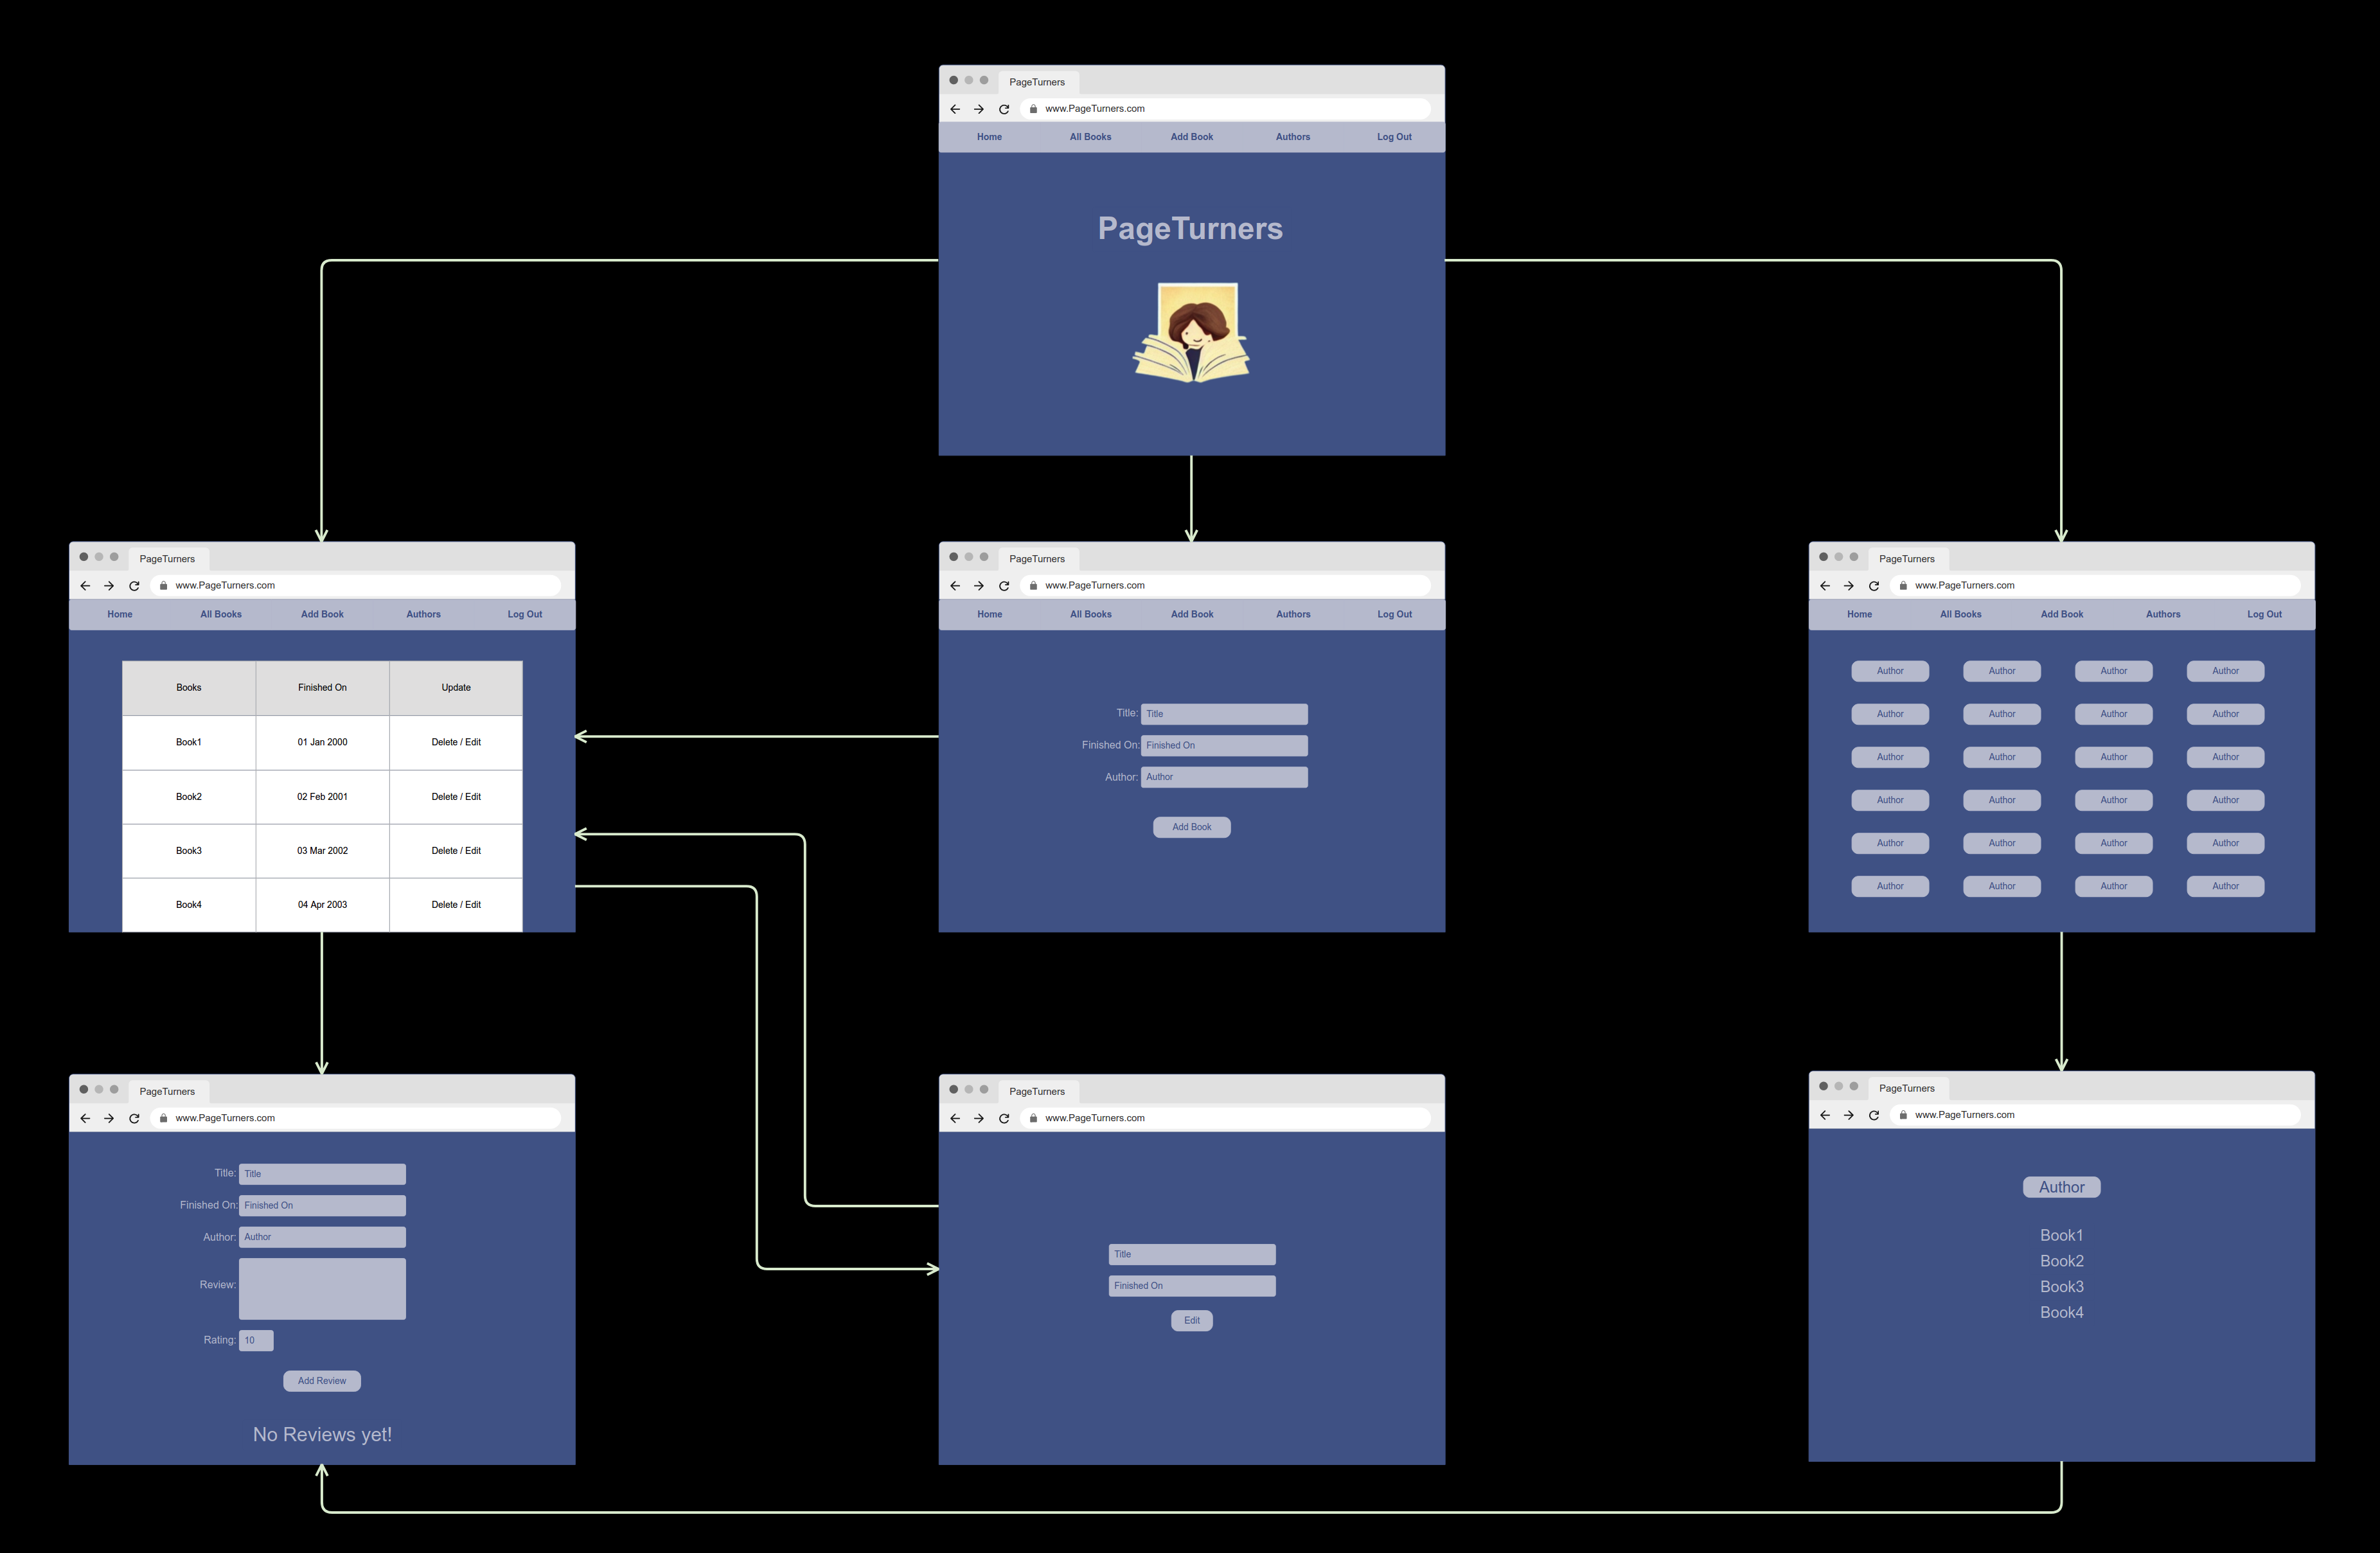 PageTurners
www.PageTurners.com
Home All Books Add Book Authors Log Out
PageTurners
PageTurners
www.PageTurners.com
Home All Books Add Book Authors Log Out
Books Finished On Update
Book1 01 Jan 2000 Delete / Edit
Book2 02 Feb 2001 Delete / Edit
Book3 03 Mar 2002 Delete / Edit
Book4 04 Apr 2003 Delete / Edit
PageTurners
www.PageTurners.com
Home All Books Add Book Authors Log Out
Title: Title
Finished On: Finished On
Author: Author
Add Book
PageTurners
www.PageTurners.com
Home All Books Add Book Authors Log Out
Author Author Author Author
Author Author Author Author
Author Author Author Author
Author Author Author Author
Author Author Author Author
Author Author Author Author
PageTurners
www.PageTurners.com
Title: Title
Finished On: Finished On
Author: Author
Review:
Rating: 10
Add Review
No Reviews yet!
PageTurners
www.PageTurners.com
Title
Finished On
Edit
PageTurners
www.PageTurners.com
Author
Book1
Book2
Book3
Book4